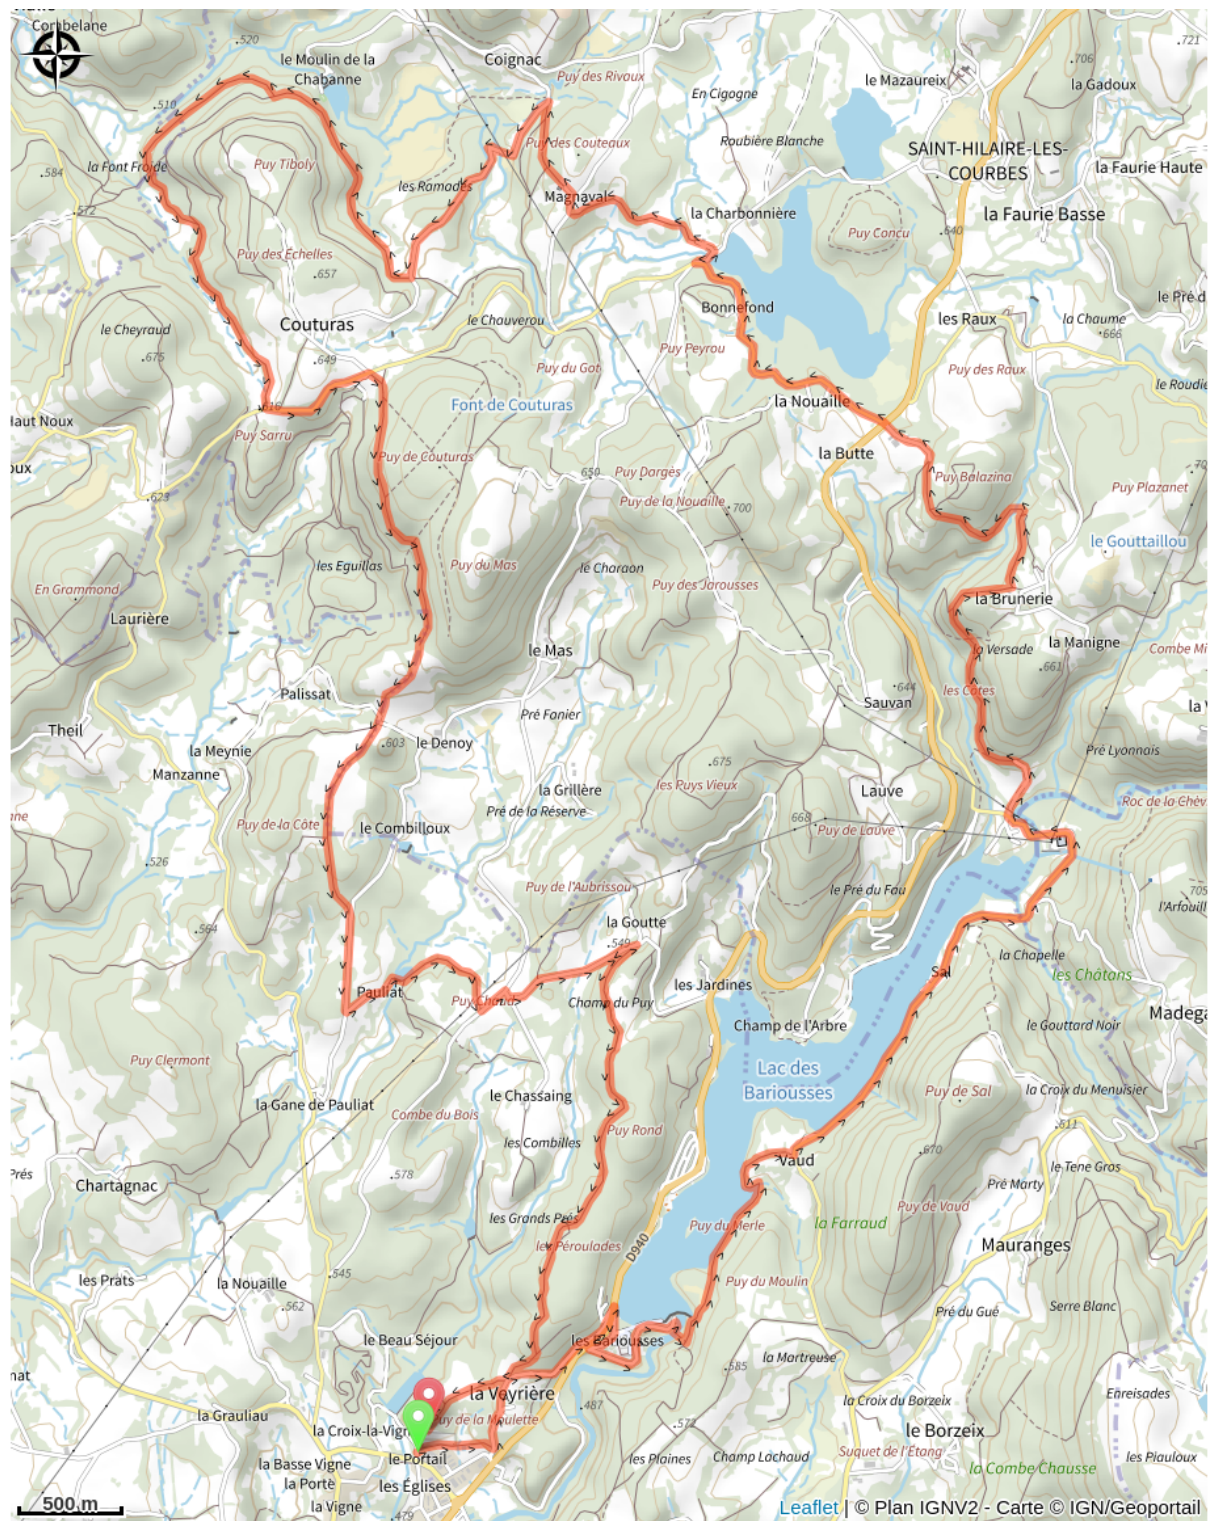 Combelane
.520
le Moulin de la
Chabanne
Coignac
Puy des Rivaux
le Mazaureix
.706
.721
la Gadoux
En Cigogne
.510
Puy des Couteaux
Roubière Blanche
SAINT-HILAIRE-LES-
COURBES
la Font Froide
Puy Tiboly
.584
les Ramades
la Faurie Haute
Magnaval
.572
la Charbonnière
la Faurie Basse
Puy Concu
.640
Puy des Echelles
.657
le Pré d
Bonnefond
Couturas
le Chauverou
le Cheyraud
les Raux
la Chaume
.666
.675
Puy Peyrou
.649
Puy du Got
Puy des Raux
le Roudie
616
Font de Couturas
la Nouaille
Haut Noux
Puy Sarru
oux
Puy de Couturas
la Butte
650
Puy Dargès
Puy Balazina
Puy Plazanet
.623
Puy de la Nouaille
.700
le Gouttaillou
les Eguillas
Puy du Mas
le Charaon
Puy des Jarousses
En Grammond
la Brunerie
Laurière
la Manigne
le Mas
la Versade
Combe Mi
.661
Palissat
.644
les Côtes
Sauvan
Pré Fanier
Theil
la Meynie
.603
le Denoy
Pré Lyonnais
Manzanne
.675
la Grillère
les Puys Vieux
Lauve
Pré de la Réserve
Roc de la Chèv
Puy de la Côte
le Combilloux
668
Puy de Lauve
.526
Puy de l'Aubrissou
le Pré du Fau
705
l'Arfouill
.564
la Goutte
.549
la Chapelle
Sal
les Châtans
Pauliat
les Jardines
Puy Chaud
Champ du Puy
Madega
Champ de l'Arbre
le Gouttard Noir
Puy Clermont
Lac des
Bariousses
la Croix du Menuisier
Puy de Sal
la Gane de Pauliat
le Chassaing
Combe du Bois
.611
Puy Rond
les Combilles
.670
Vaud
le Tene Gros
Prés
.578
Chartagnac
Pré Marty
Puy de Vaud
les Grands Prés
Puy du Merle
la Farraud
les Péroulades
D940
Mauranges
.545
les Prats
la Nouaille
Puy du Moulin
.562
Pré du Gué
Serre Blanc
le Beau Séjour
les Bariousses
la Martreuse
.585
la Veyrière
Enreisades
la Croix du Borzeix
.487
la Grauliau
Puy de la Moulette
la Croix-la-Vign
.572
le Borzeix
le Portail
la Basse Vigne
les Plaines
Champ Lachaud
Suquet de l'Étang
les Piauloux
la Porte
les Églises
la Combe Chausse
la Vigne
.479
500 m
Leaflet | © Plan IGNV2 - Carte © IGN/Geoportail